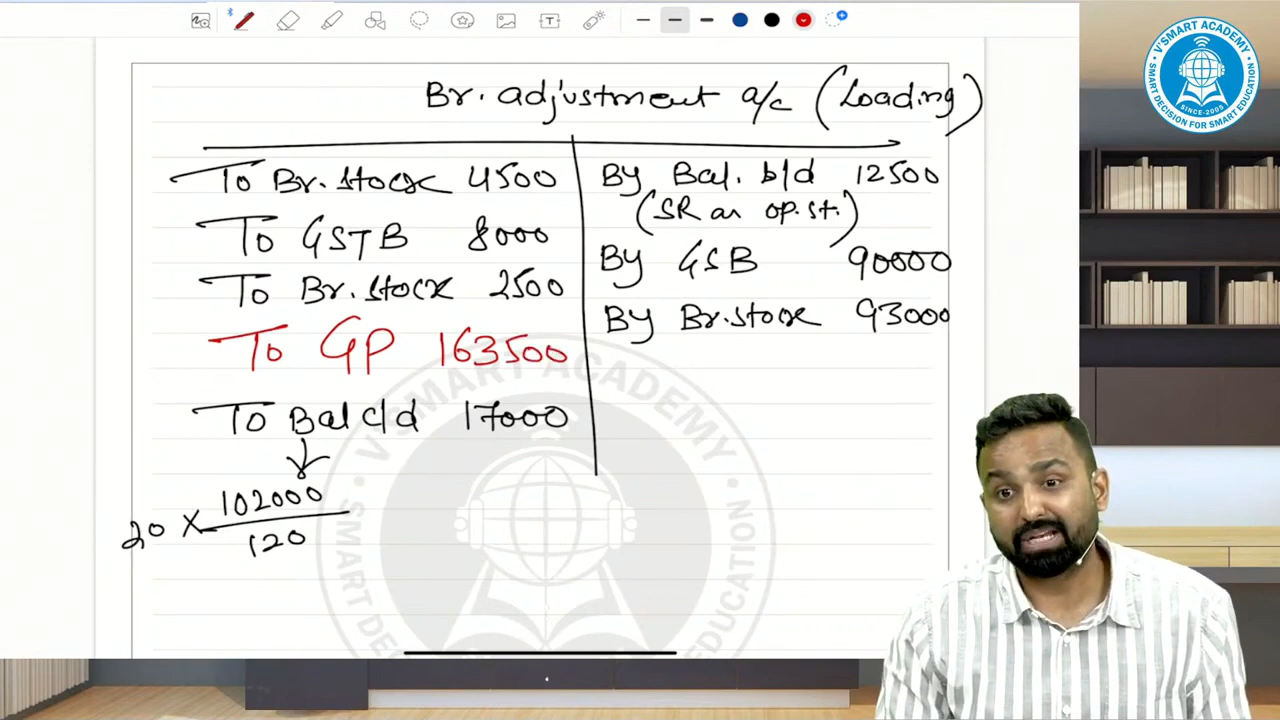 Br. adjustment a/c (Loading)
To Br. stock 4500
To GSTB 8000
To Br. stock 2500
To GP 163500
To Bal c/d 17000
20 × 102000
120
By Bal. b/d 12500
(SR on op. st.)
By GSB 90000
By Br. stock 93000
V'SMART ACADEMY
SMART DECISION FOR SMART EDUCATION
SINCE-2005
V'SMART ACADEMY